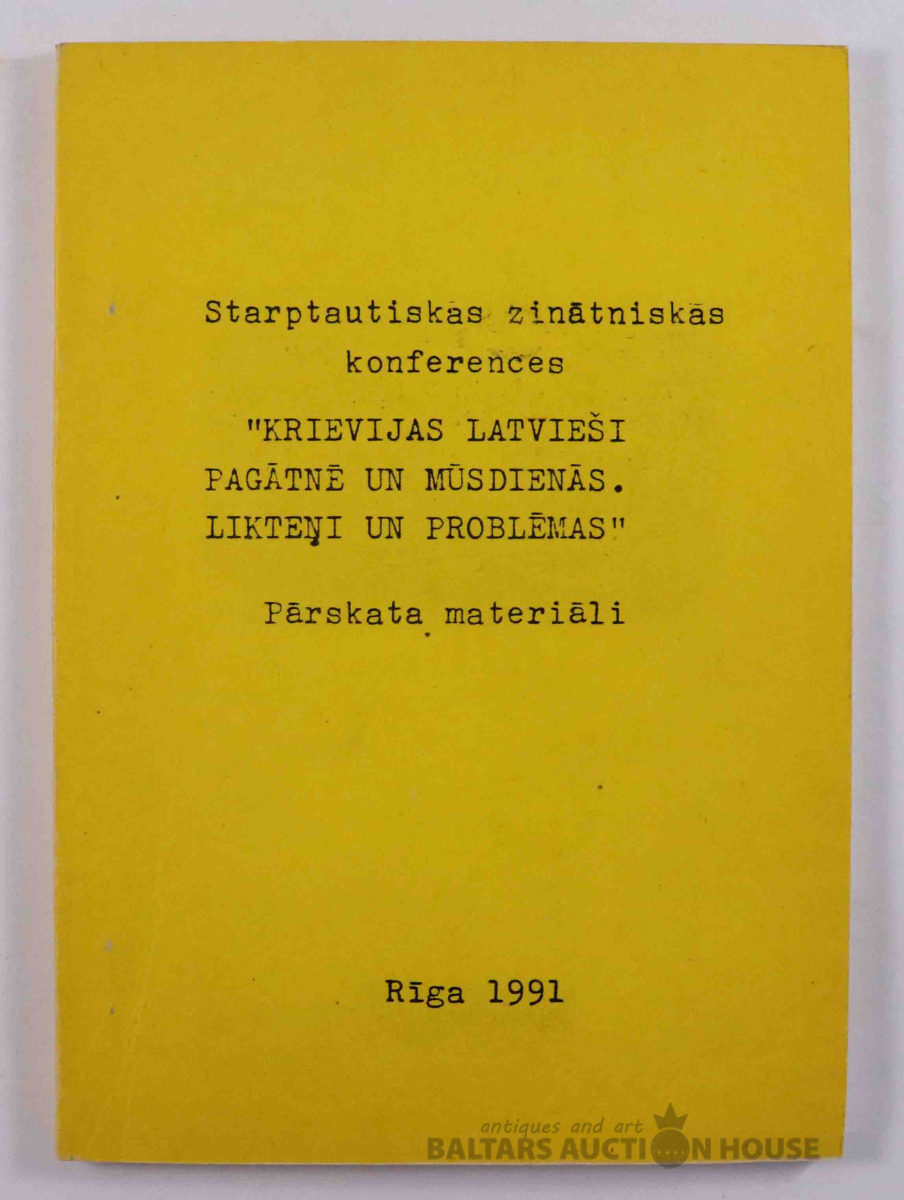 Starptautiskās zinātniskās
konferences
"KRIEVIJAS LATVIEŠI
PAGĀTNĒ UN MŪSDIENĀS.
LIKTEŅI UN PROBLĒMAS"
Pārskata materiāli
Rīga 1991
antiques and art
BALTARS AUCTION HOUSE